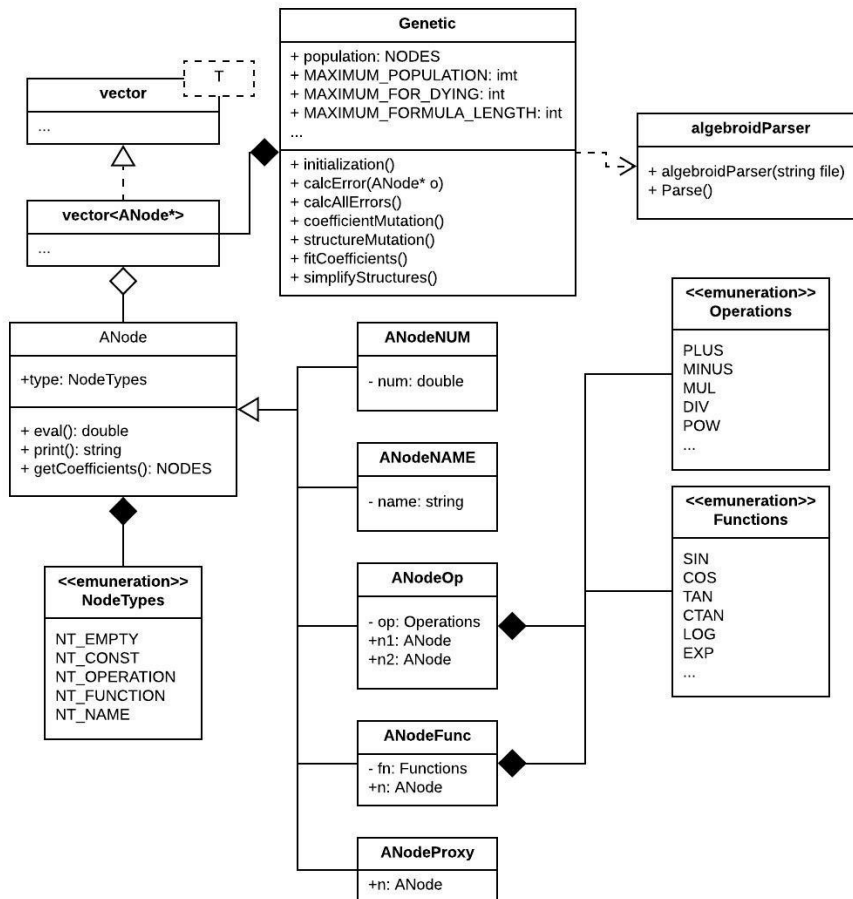 Genetic
+ population: NODES
+ MAXIMUM_POPULATION: imt
+ MAXIMUM_FOR_DYING: int
+ MAXIMUM_FORMULA_LENGTH: int
...
+ initialization()
+ calcError(ANode* o)
+ calcAllErrors()
+ coefficientMutation()
+ structureMutation()
+ fitCoefficients()
+ simplifyStructures()
T
vector
...
vector<ANode*>
...
algebroidParser
+ algebroidParser(string file)
+ Parse()
ANode
+type: NodeTypes
+ eval(): double
+ print(): string
+ getCoefficients(): NODES
<<emuneration>>
NodeTypes
NT_EMPTY
NT_CONST
NT_OPERATION
NT_FUNCTION
NT_NAME
ANodeNUM
- num: double
ANodeNAME
- name: string
ANodeOp
- op: Operations
+n1: ANode
+n2: ANode
ANodeFunc
- fn: Functions
+n: ANode
ANodeProxy
+n: ANode
<<emuneration>>
Operations
PLUS
MINUS
MUL
DIV
POW
...
<<emuneration>>
Functions
SIN
COS
TAN
CTAN
LOG
EXP
...